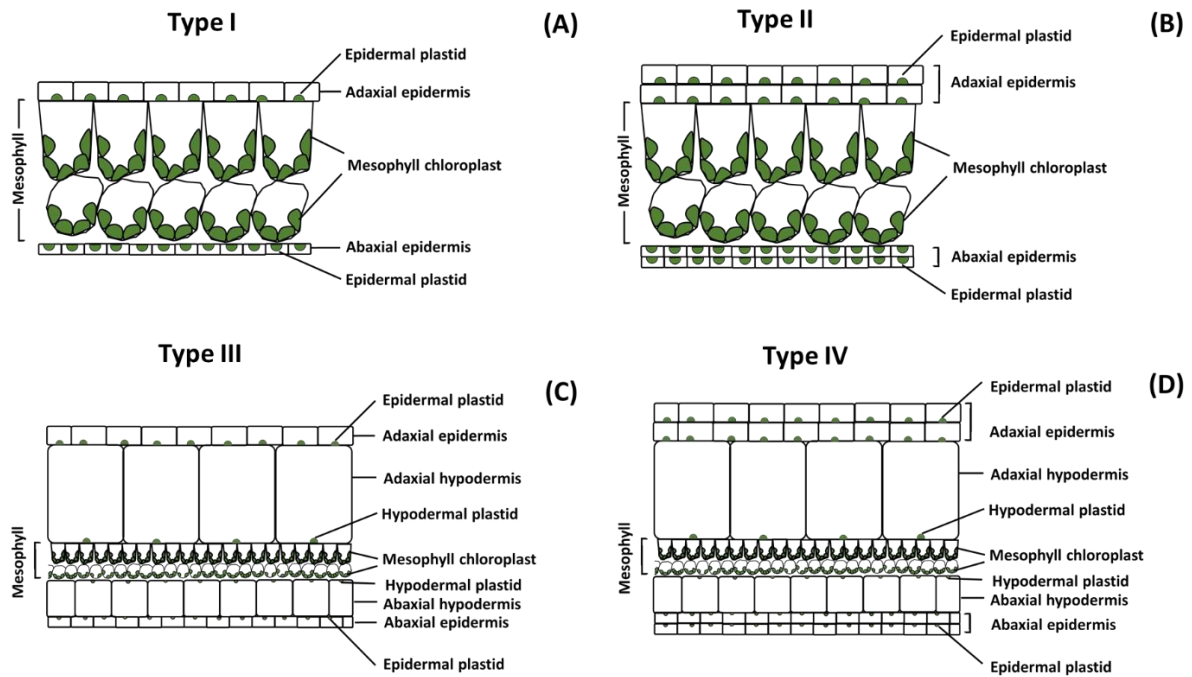 Type I
(A)
Epidermal plastid
Adaxial epidermis
Mesophyll
Mesophyll chloroplast
Abaxial epidermis
Epidermal plastid
Type II
(B)
Epidermal plastid
Adaxial epidermis
Mesophyll
Mesophyll chloroplast
Abaxial epidermis
Epidermal plastid
Type III
(C)
Epidermal plastid
Adaxial epidermis
Adaxial hypodermis
Hypodermal plastid
Mesophyll
Mesophyll chloroplast
Hypodermal plastid
Abaxial hypodermis
Abaxial epidermis
Epidermal plastid
Type IV
(D)
Epidermal plastid
Adaxial epidermis
Adaxial hypodermis
Hypodermal plastid
Mesophyll
Mesophyll chloroplast
Hypodermal plastid
Abaxial hypodermis
Abaxial epidermis
Epidermal plastid